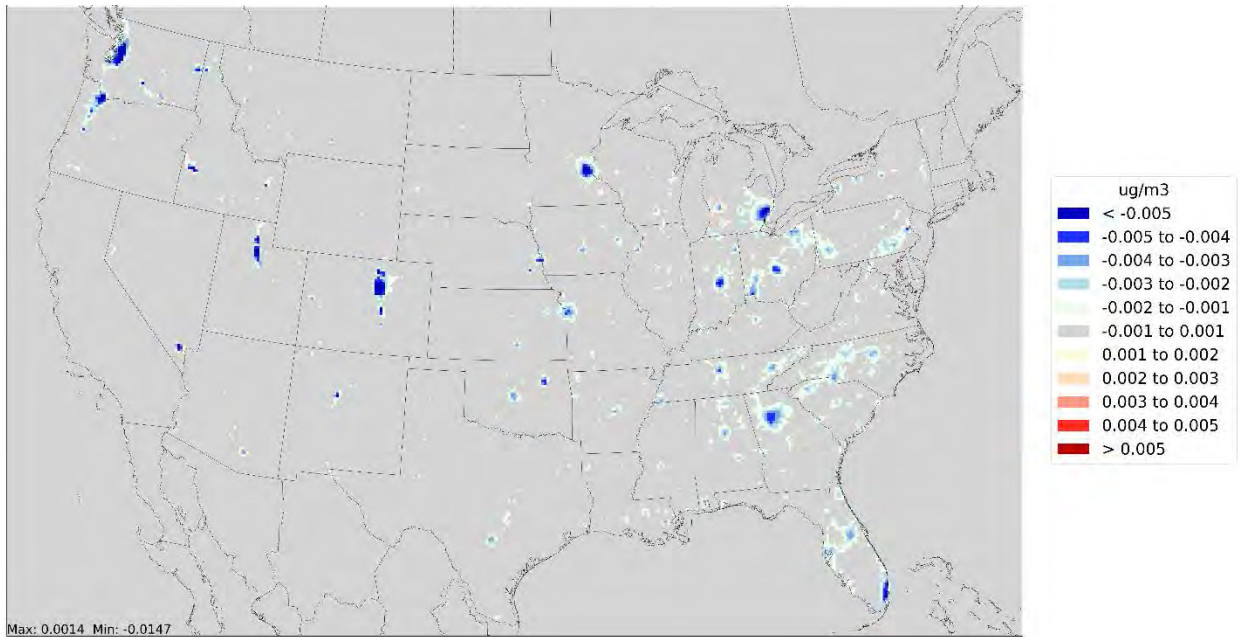 ug/m3
< -0.005
-0.005 to -0.004
-0.004 to -0.003
-0.003 to -0.002
-0.002 to -0.001
-0.001 to 0.001
0.001 to 0.002
0.002 to 0.003
0.003 to 0.004
0.004 to 0.005
> 0.005
Max: 0.0014 Min: -0.0147